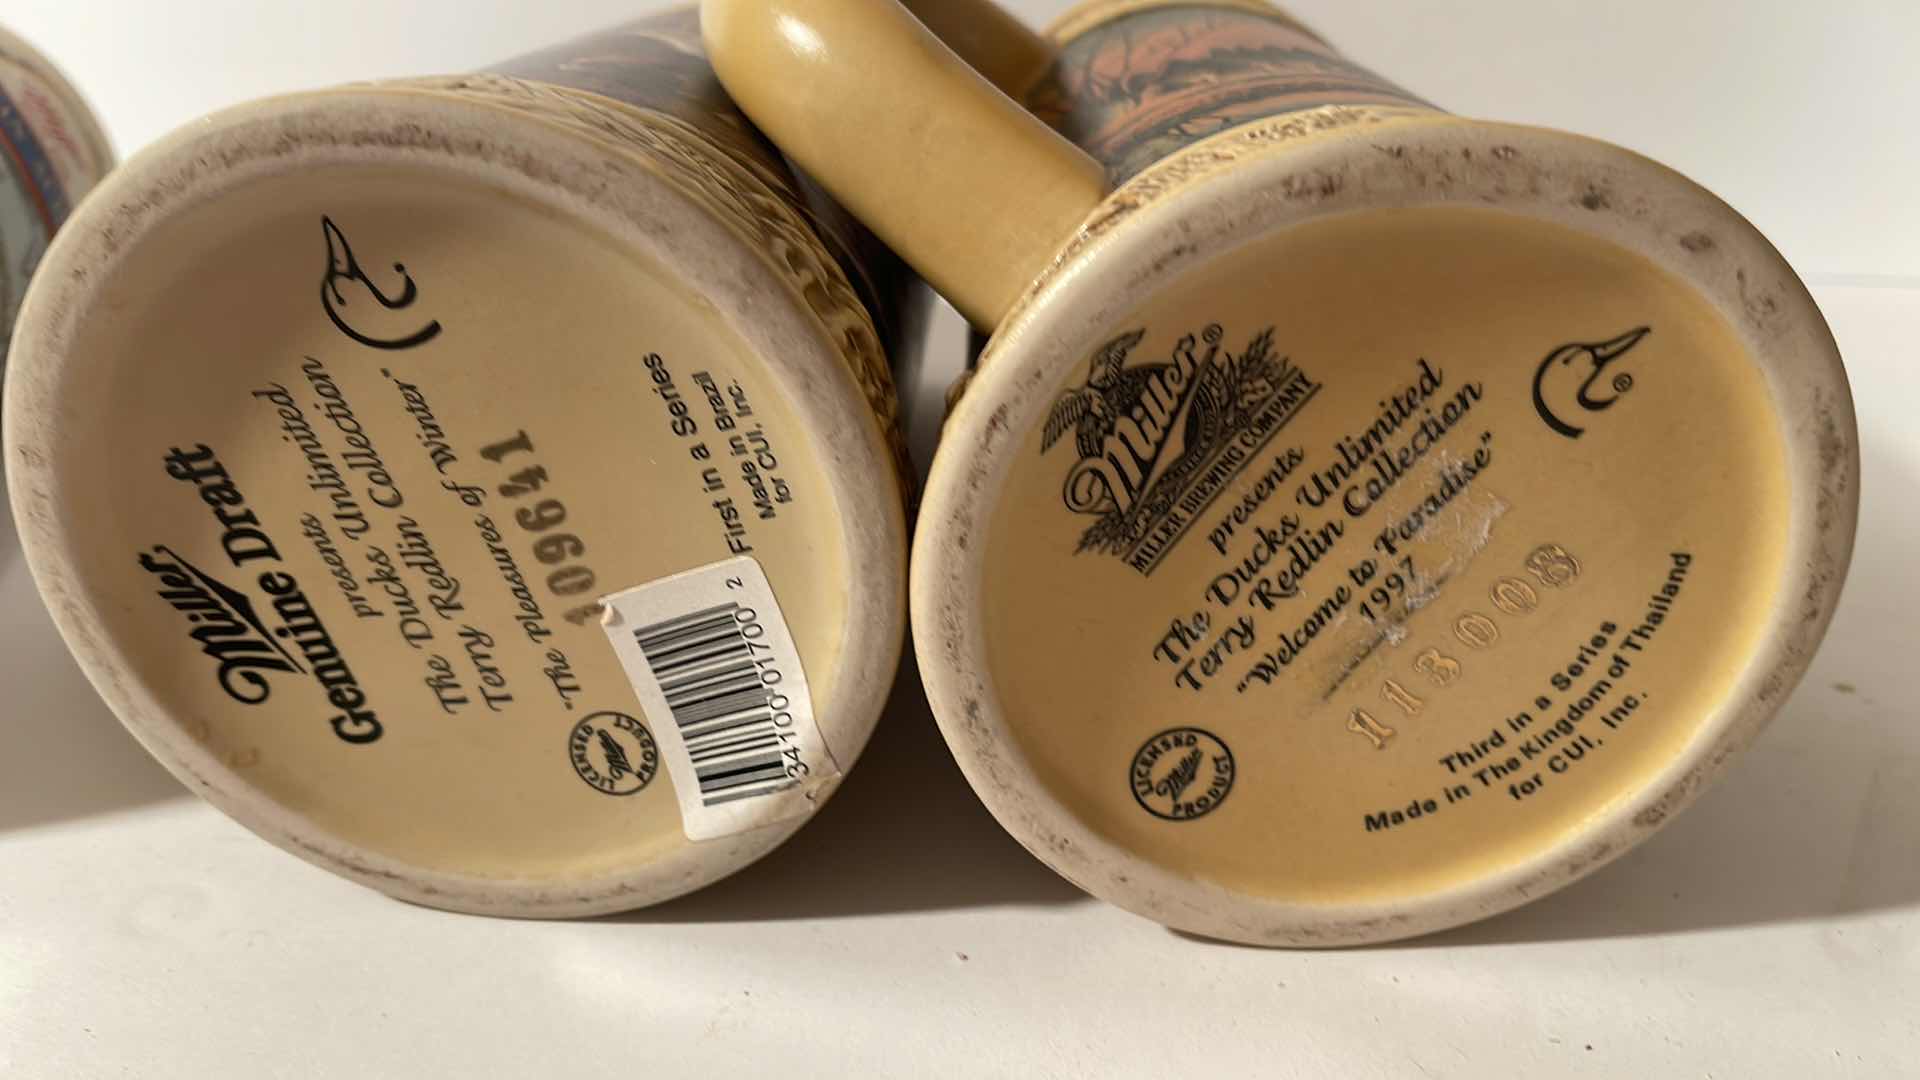 Miller
Genuine Draft
presents
The Ducks Unlimited
Terry Redlin Collection
"The Pleasures of Winter"
109641
First in a Series
Made in Brazil
for CUI, Inc.
LICENSED
Miller
PRODUCT
34100 01700 2
Miller®
MILLER BREWING COMPANY
presents
The Ducks Unlimited
Terry Redlin Collection
"Welcome to Paradise"
1997
113008
Third in a Series
Made in The Kingdom of Thailand
for CUI, Inc.
LICENSED
Miller
PRODUCT
®